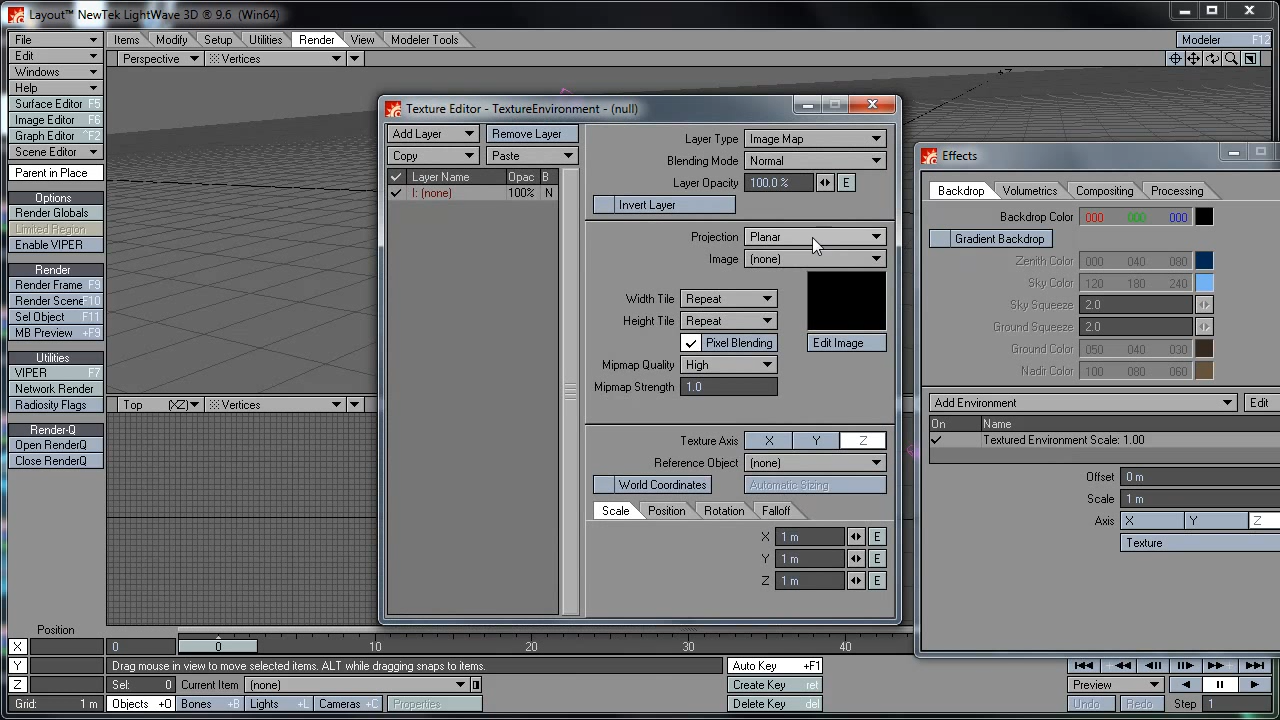 Layout™ NewTek LightWave 3D ® 9.6 (Win64)
File Items Modify Setup Utilities Render View Modeler Tools Modeler F12
Edit Perspective Vertices
Windows
Help
Surface Editor F5
Image Editor F6
Graph Editor ^F2
Scene Editor
Parent in Place
Options
Render Globals
Limited Region
Enable VIPER
Render
Render Frame F9
Render Scene F10
Sel Object F11
MB Preview +F9
Utilities
VIPER F7
Network Render
Radiosity Flags
Render-Q
Open RenderQ
Close RenderQ
Top (XZ) Vertices
Texture Editor - TextureEnvironment - (null)
Add Layer Remove Layer
Copy Paste
Layer Name Opac B
I: (none) 100% N
Layer Type Image Map
Blending Mode Normal
Layer Opacity 100.0 % E
Invert Layer
Projection Planar
Image (none)
Width Tile Repeat
Height Tile Repeat
Pixel Blending Edit Image
Mipmap Quality High
Mipmap Strength 1.0
Texture Axis X Y Z
Reference Object (none)
World Coordinates Automatic Sizing
Scale Position Rotation Falloff
X 1 m E
Y 1 m E
Z 1 m E
Effects
Backdrop Volumetrics Compositing Processing
Backdrop Color 000 000 000
Gradient Backdrop
Zenith Color 000 040 080
Sky Color 120 180 240
Sky Squeeze 2.0
Ground Squeeze 2.0
Ground Color 050 040 030
Nadir Color 100 080 060
Add Environment Edit
On Name
Textured Environment Scale: 1.00
Offset 0 m
Scale 1 m
Axis X Y Z
Texture
Position
X 0 0 10 20 30 40
Y Drag mouse in view to move selected items. ALT while dragging snaps to items. Auto Key +F1
Z Sel: 0 Current Item (none) Create Key ret Preview
Grid: 1 m Objects +O Bones +B Lights +L Cameras +C Properties Delete Key del Undo Redo Step 1